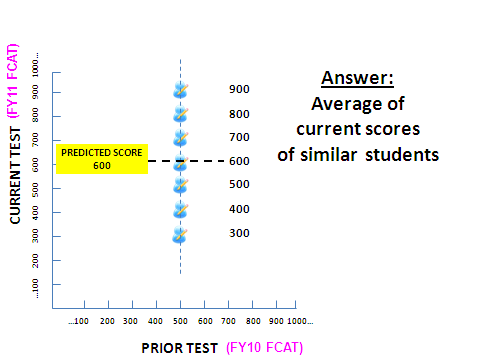 Answer:
Average of
current scores
of similar students
CURRENT TEST (FY11 FCAT)
1000...
900
800
700
600
500
400
300
200
...100
PREDICTED SCORE
600
900
800
700
600
500
400
300
...100 200 300 400 500 600 700 800 900 1000...
PRIOR TEST (FY10 FCAT)